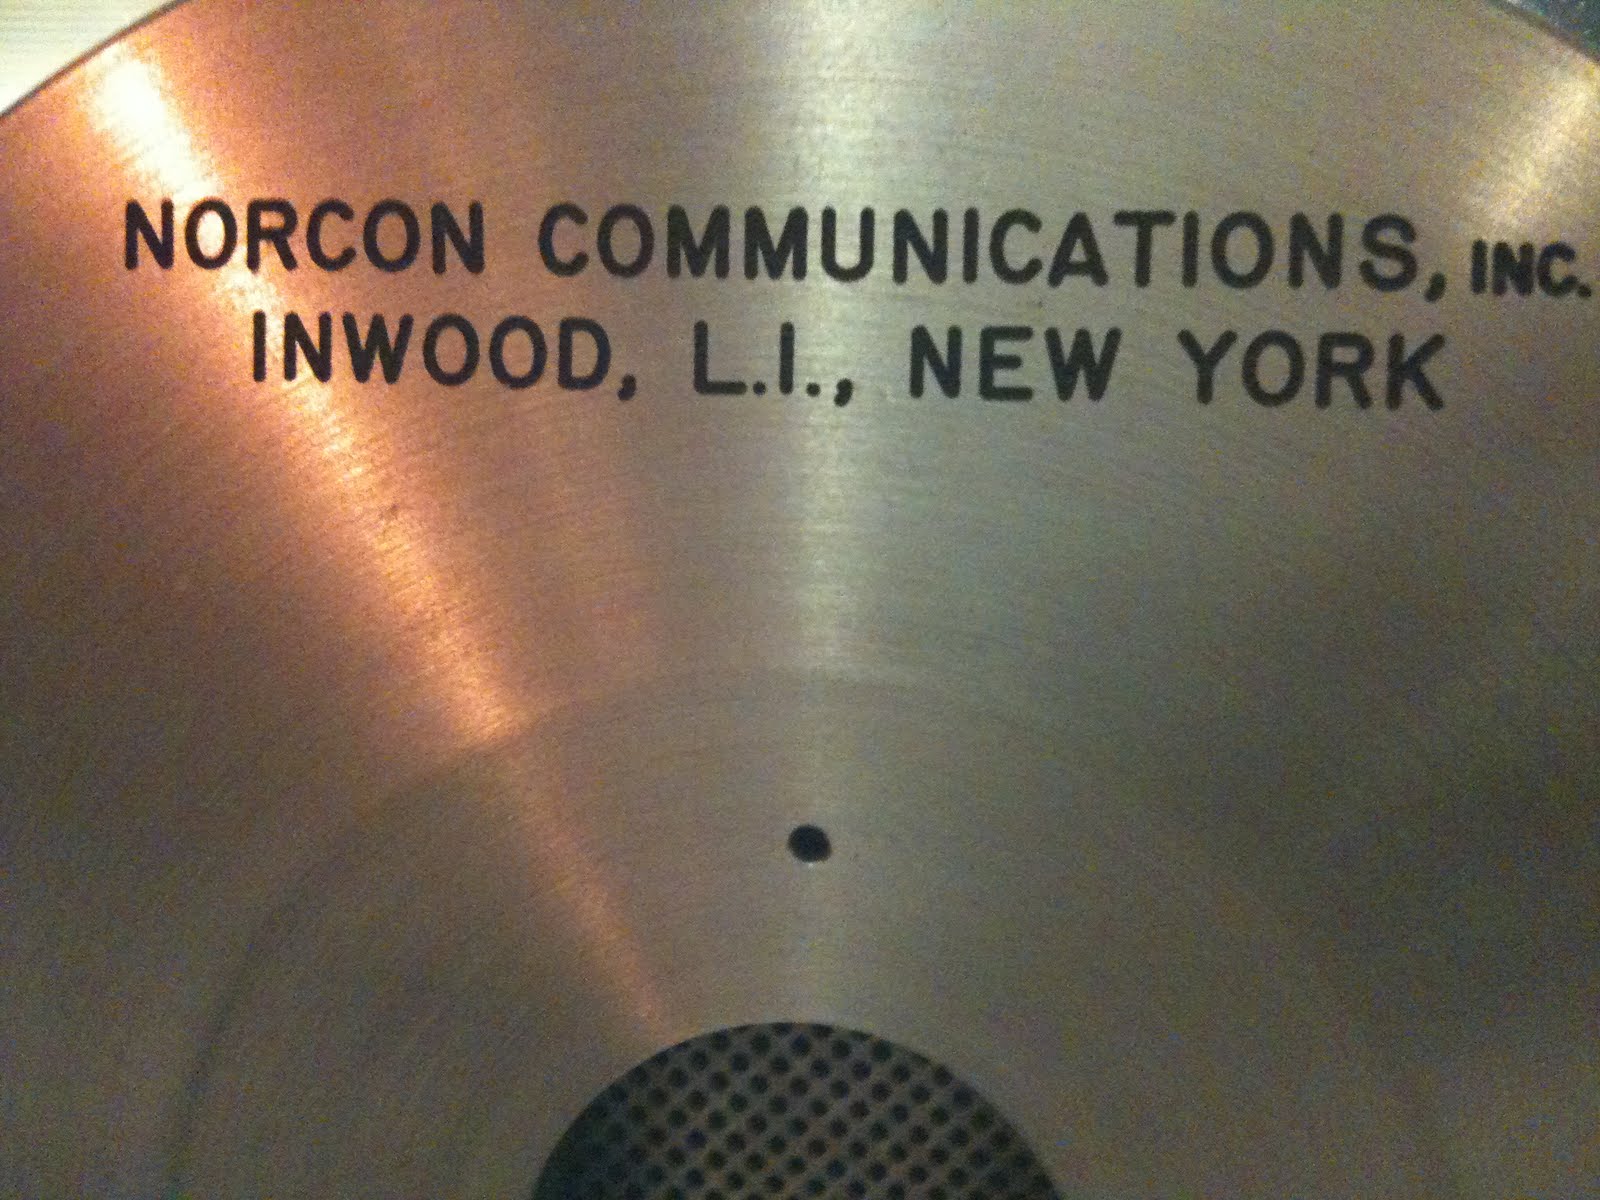 NORCON COMMUNICATIONS, INC.
INWOOD, L.I., NEW YORK